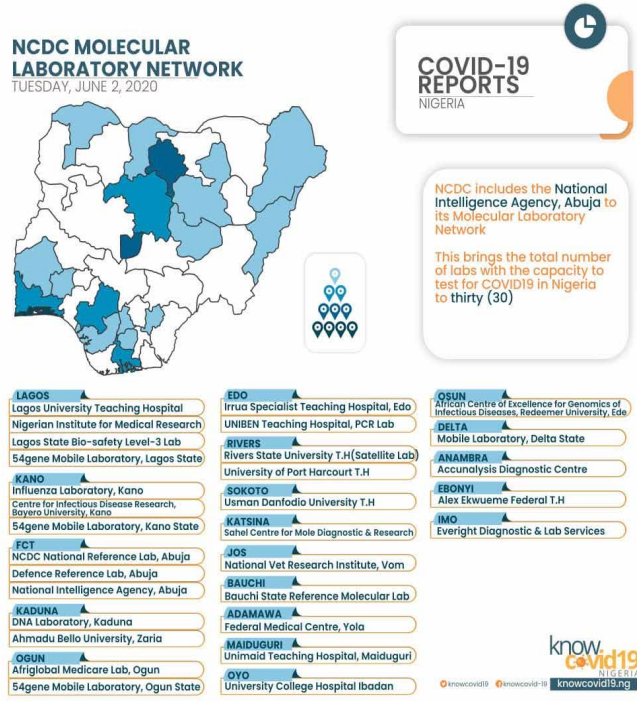 NCDC MOLECULAR
LABORATORY NETWORK
TUESDAY, JUNE 2, 2020
COVID-19
REPORTS
NIGERIA
NCDC includes the National
Intelligence Agency, Abuja to
its Molecular Laboratory
Network
This brings the total number
of labs with the capacity to
test for COVID19 in Nigeria
to thirty (30)
LAGOS
Lagos University Teaching Hospital
Nigerian Institute for Medical Research
Lagos State Bio-safety Level-3 Lab
54gene Mobile Laboratory, Lagos State
KANO
Influenza Laboratory, Kano
Centre for Infectious Disease Research,
Bayero University, Kano
54gene Mobile Laboratory, Kano State
FCT
NCDC National Reference Lab, Abuja
Defence Reference Lab, Abuja
National Intelligence Agency, Abuja
KADUNA
DNA Laboratory, Kaduna
Ahmadu Bello University, Zaria
OGUN
Afriglobal Medicare Lab, Ogun
54gene Mobile Laboratory, Ogun State
EDO
Irrua Specialist Teaching Hospital, Edo
UNIBEN Teaching Hospital, PCR Lab
RIVERS
Rivers State University T.H(Satellite Lab)
University of Port Harcourt T.H
SOKOTO
Usman Danfodio University T.H
KATSINA
Sahel Centre for Mole Diagnostic & Research
JOS
National Vet Research Institute, Vom
BAUCHI
Bauchi State Reference Molecular Lab
ADAMAWA
Federal Medical Centre, Yola
MAIDUGURI
Unimaid Teaching Hospital, Maiduguri
OYO
University College Hospital Ibadan
OSUN
African Centre of Excellence for Genomics of
Infectious Diseases, Redeemer University, Ede
DELTA
Mobile Laboratory, Delta State
ANAMBRA
Accunalysis Diagnostic Centre
EBONYI
Alex Ekwueme Federal T.H
IMO
Everight Diagnostic & Lab Services
know
covid19
NIGERIA
knowcovid19 knowcovid-19 knowcovid19.ng